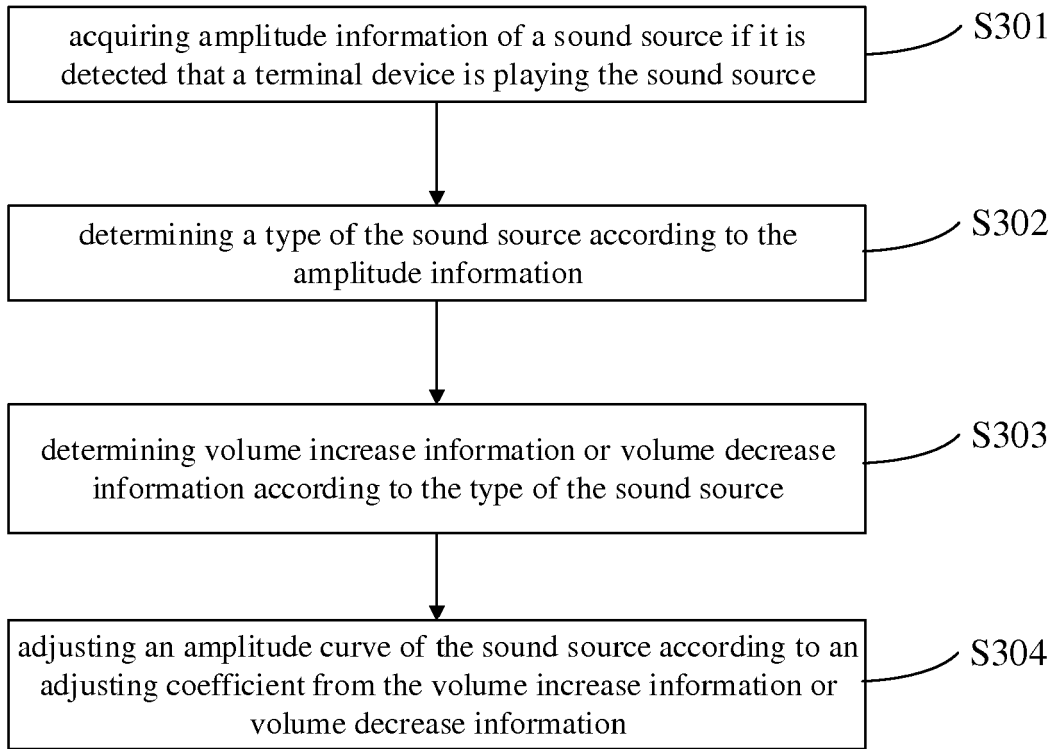 acquiring amplitude information of a sound source if it is
detected that a terminal device is playing the sound source
S301
determining a type of the sound source according to the
amplitude information
S302
determining volume increase information or volume decrease
information according to the type of the sound source
S303
adjusting an amplitude curve of the sound source according to an
adjusting coefficient from the volume increase information or
volume decrease information
S304